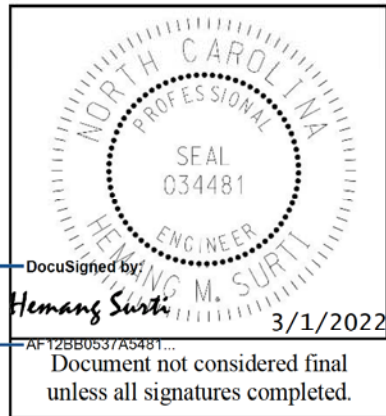 NORTH CAROLINA
PROFESSIONAL
SEAL
034481
ENGINEER
HEMANG M. SURTI
DocuSigned by:
Hemang Surti
3/1/2022
AF12BB0537A5481...
Document not considered final
unless all signatures completed.